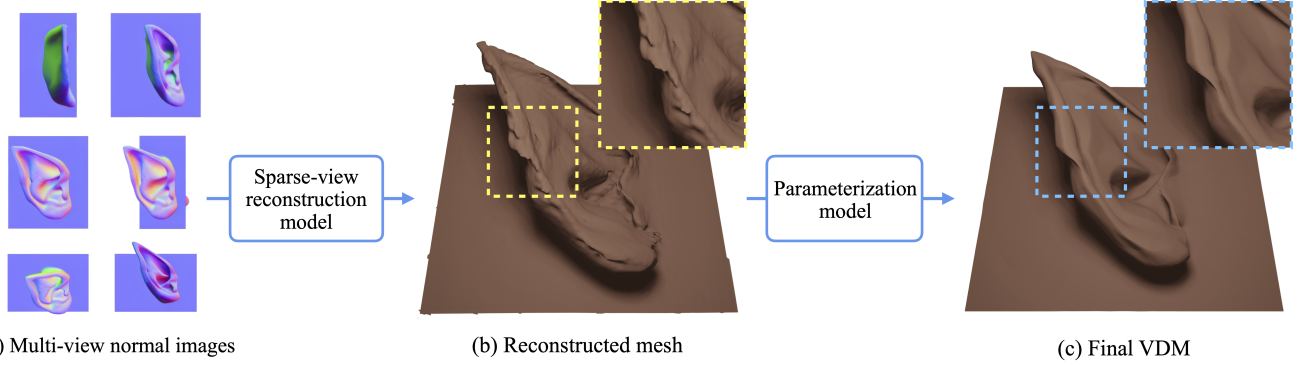 Sparse-view
reconstruction
model
Parameterization
model
) Multi-view normal images
(b) Reconstructed mesh
(c) Final VDM